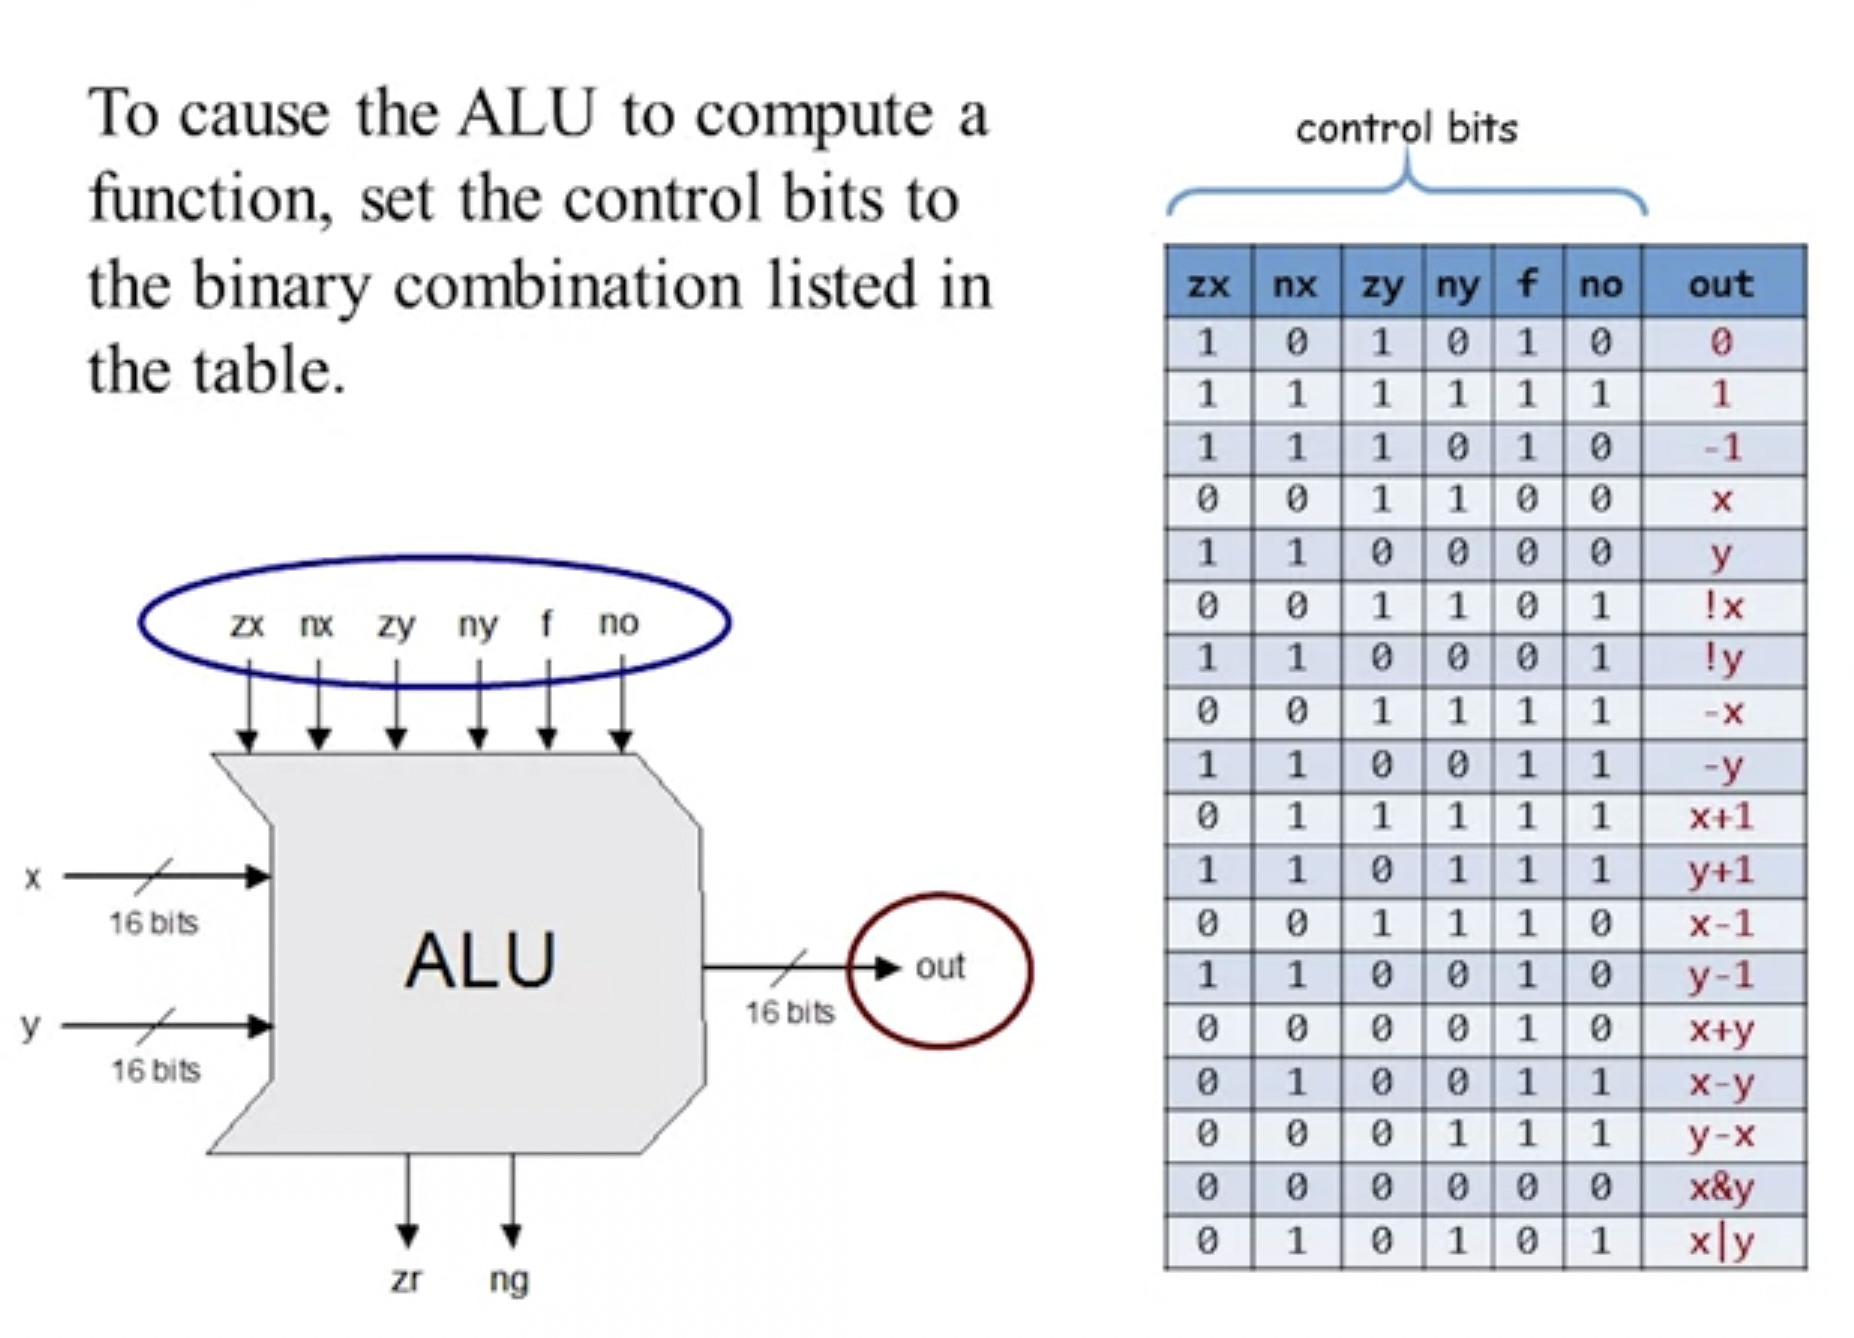 To cause the ALU to compute a
function, set the control bits to
the binary combination listed in
the table.
control bits
zx nx zy ny f no out
1 0 1 0 1 0 0
1 1 1 1 1 1 1
1 1 1 0 1 0 -1
0 0 1 1 0 0 x
1 1 0 0 0 0 y
0 0 1 1 0 1 !x
1 1 0 0 0 1 !y
0 0 1 1 1 1 -x
1 1 0 0 1 1 -y
0 1 1 1 1 1 x+1
1 1 0 1 1 1 y+1
0 0 1 1 1 0 x-1
1 1 0 0 1 0 y-1
0 0 0 0 1 0 x+y
0 1 0 0 1 1 x-y
0 0 0 1 1 1 y-x
0 0 0 0 0 0 x&y
0 1 0 1 0 1 x|y
zx nx zy ny f no
x
16 bits
ALU
out
16 bits
y
16 bits
zr ng